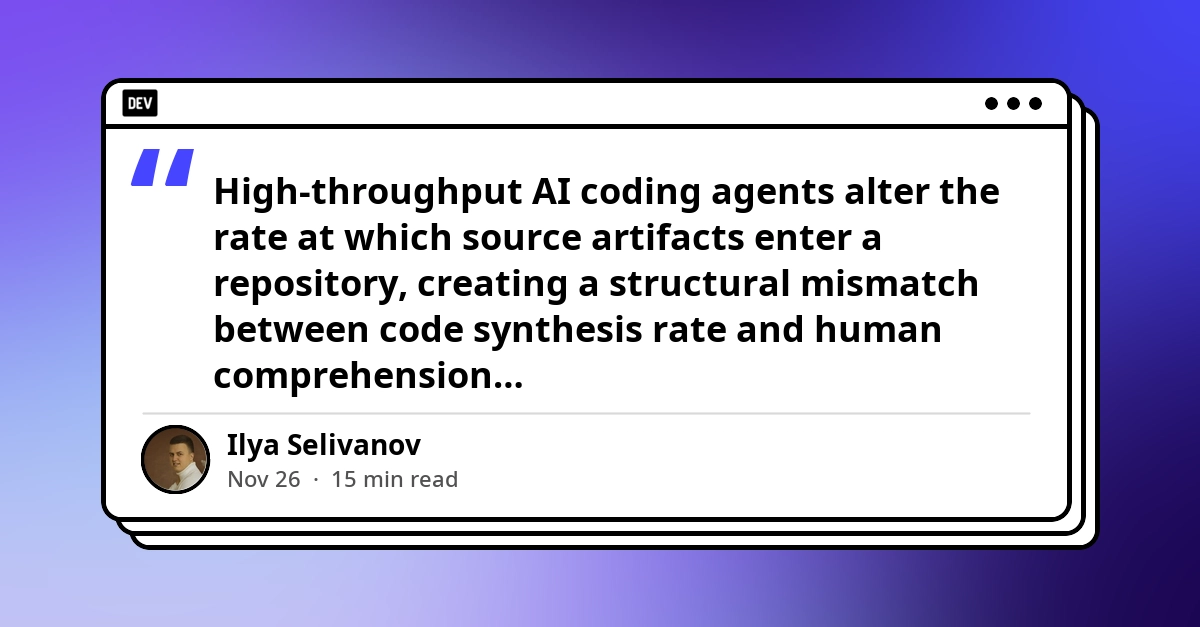 DEV
“
High-throughput AI coding agents alter the
rate at which source artifacts enter a
repository, creating a structural mismatch
between code synthesis rate and human
comprehension...
Ilya Selivanov
Nov 26 · 15 min read